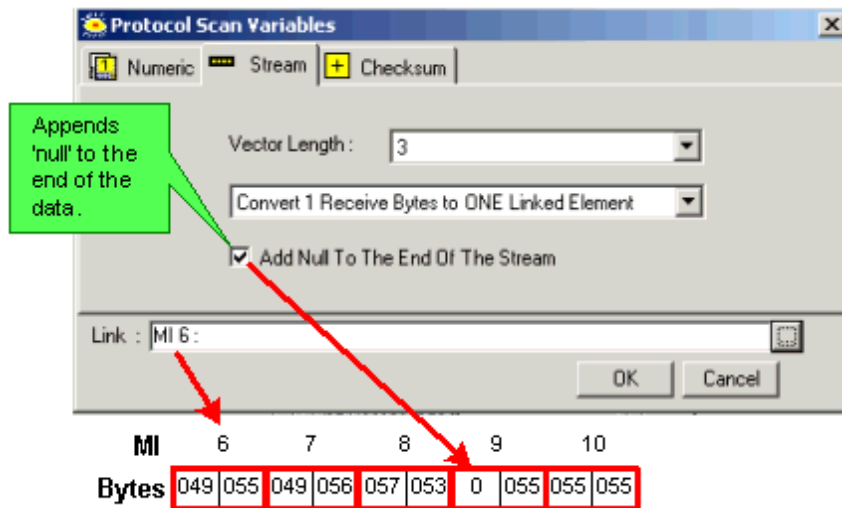 Protocol Scan Variables
1 Numeric Stream + Checksum
Appends
'null' to the
end of the
data.
Vector Length : 3
Convert 1 Receive Bytes to ONE Linked Element
Add Null To The End Of The Stream
Link : MI 6 :
OK Cancel
MI 6 7 8 9 10
Bytes 049 055 049 056 057 053 0 055 055 055